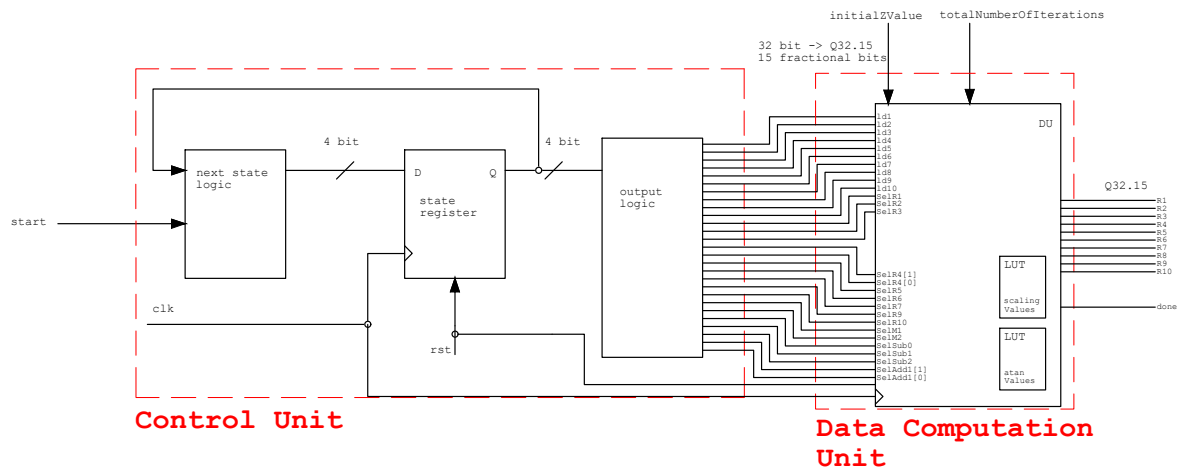 initialZValue
totalNumberOfIterations
32 bit -> Q32.15
15 fractional bits
4 bit
4 bit
next state
logic
D
Q
state
register
output
logic
start
clk
rst
ld1
ld2
ld3
ld4
ld5
ld6
ld7
ld8
ld9
ld10
SelR1
SelR2
SelR3
SelR4[1]
SelR4[0]
SelR5
SelR6
SelR7
SelR9
SelR10
SelM1
SelM2
SelSub0
SelSub1
SelSub2
SelAdd1[1]
SelAdd1[0]
DU
LUT
scaling
Values
LUT
atan
Values
Q32.15
R1
R2
R3
R4
R5
R6
R7
R8
R9
R10
done
Control Unit
Data Computation
Unit